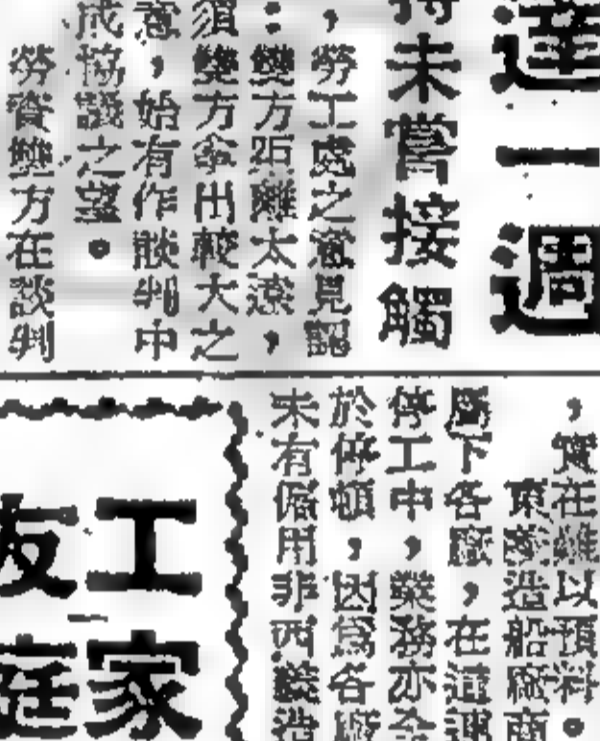 達一週
持未嘗接觸
，勞工處之意見認
：雙方距離太遠，
須雙方拿出較大之
意，始有作談判中
成協議之望。
勞資雙方在談判
，實在難以預料。
東家造船廠商
屬下各廠，在這
停工中，業務亦全
於停頓，因為各廠
未有僱用非西裝造
工家
友庭